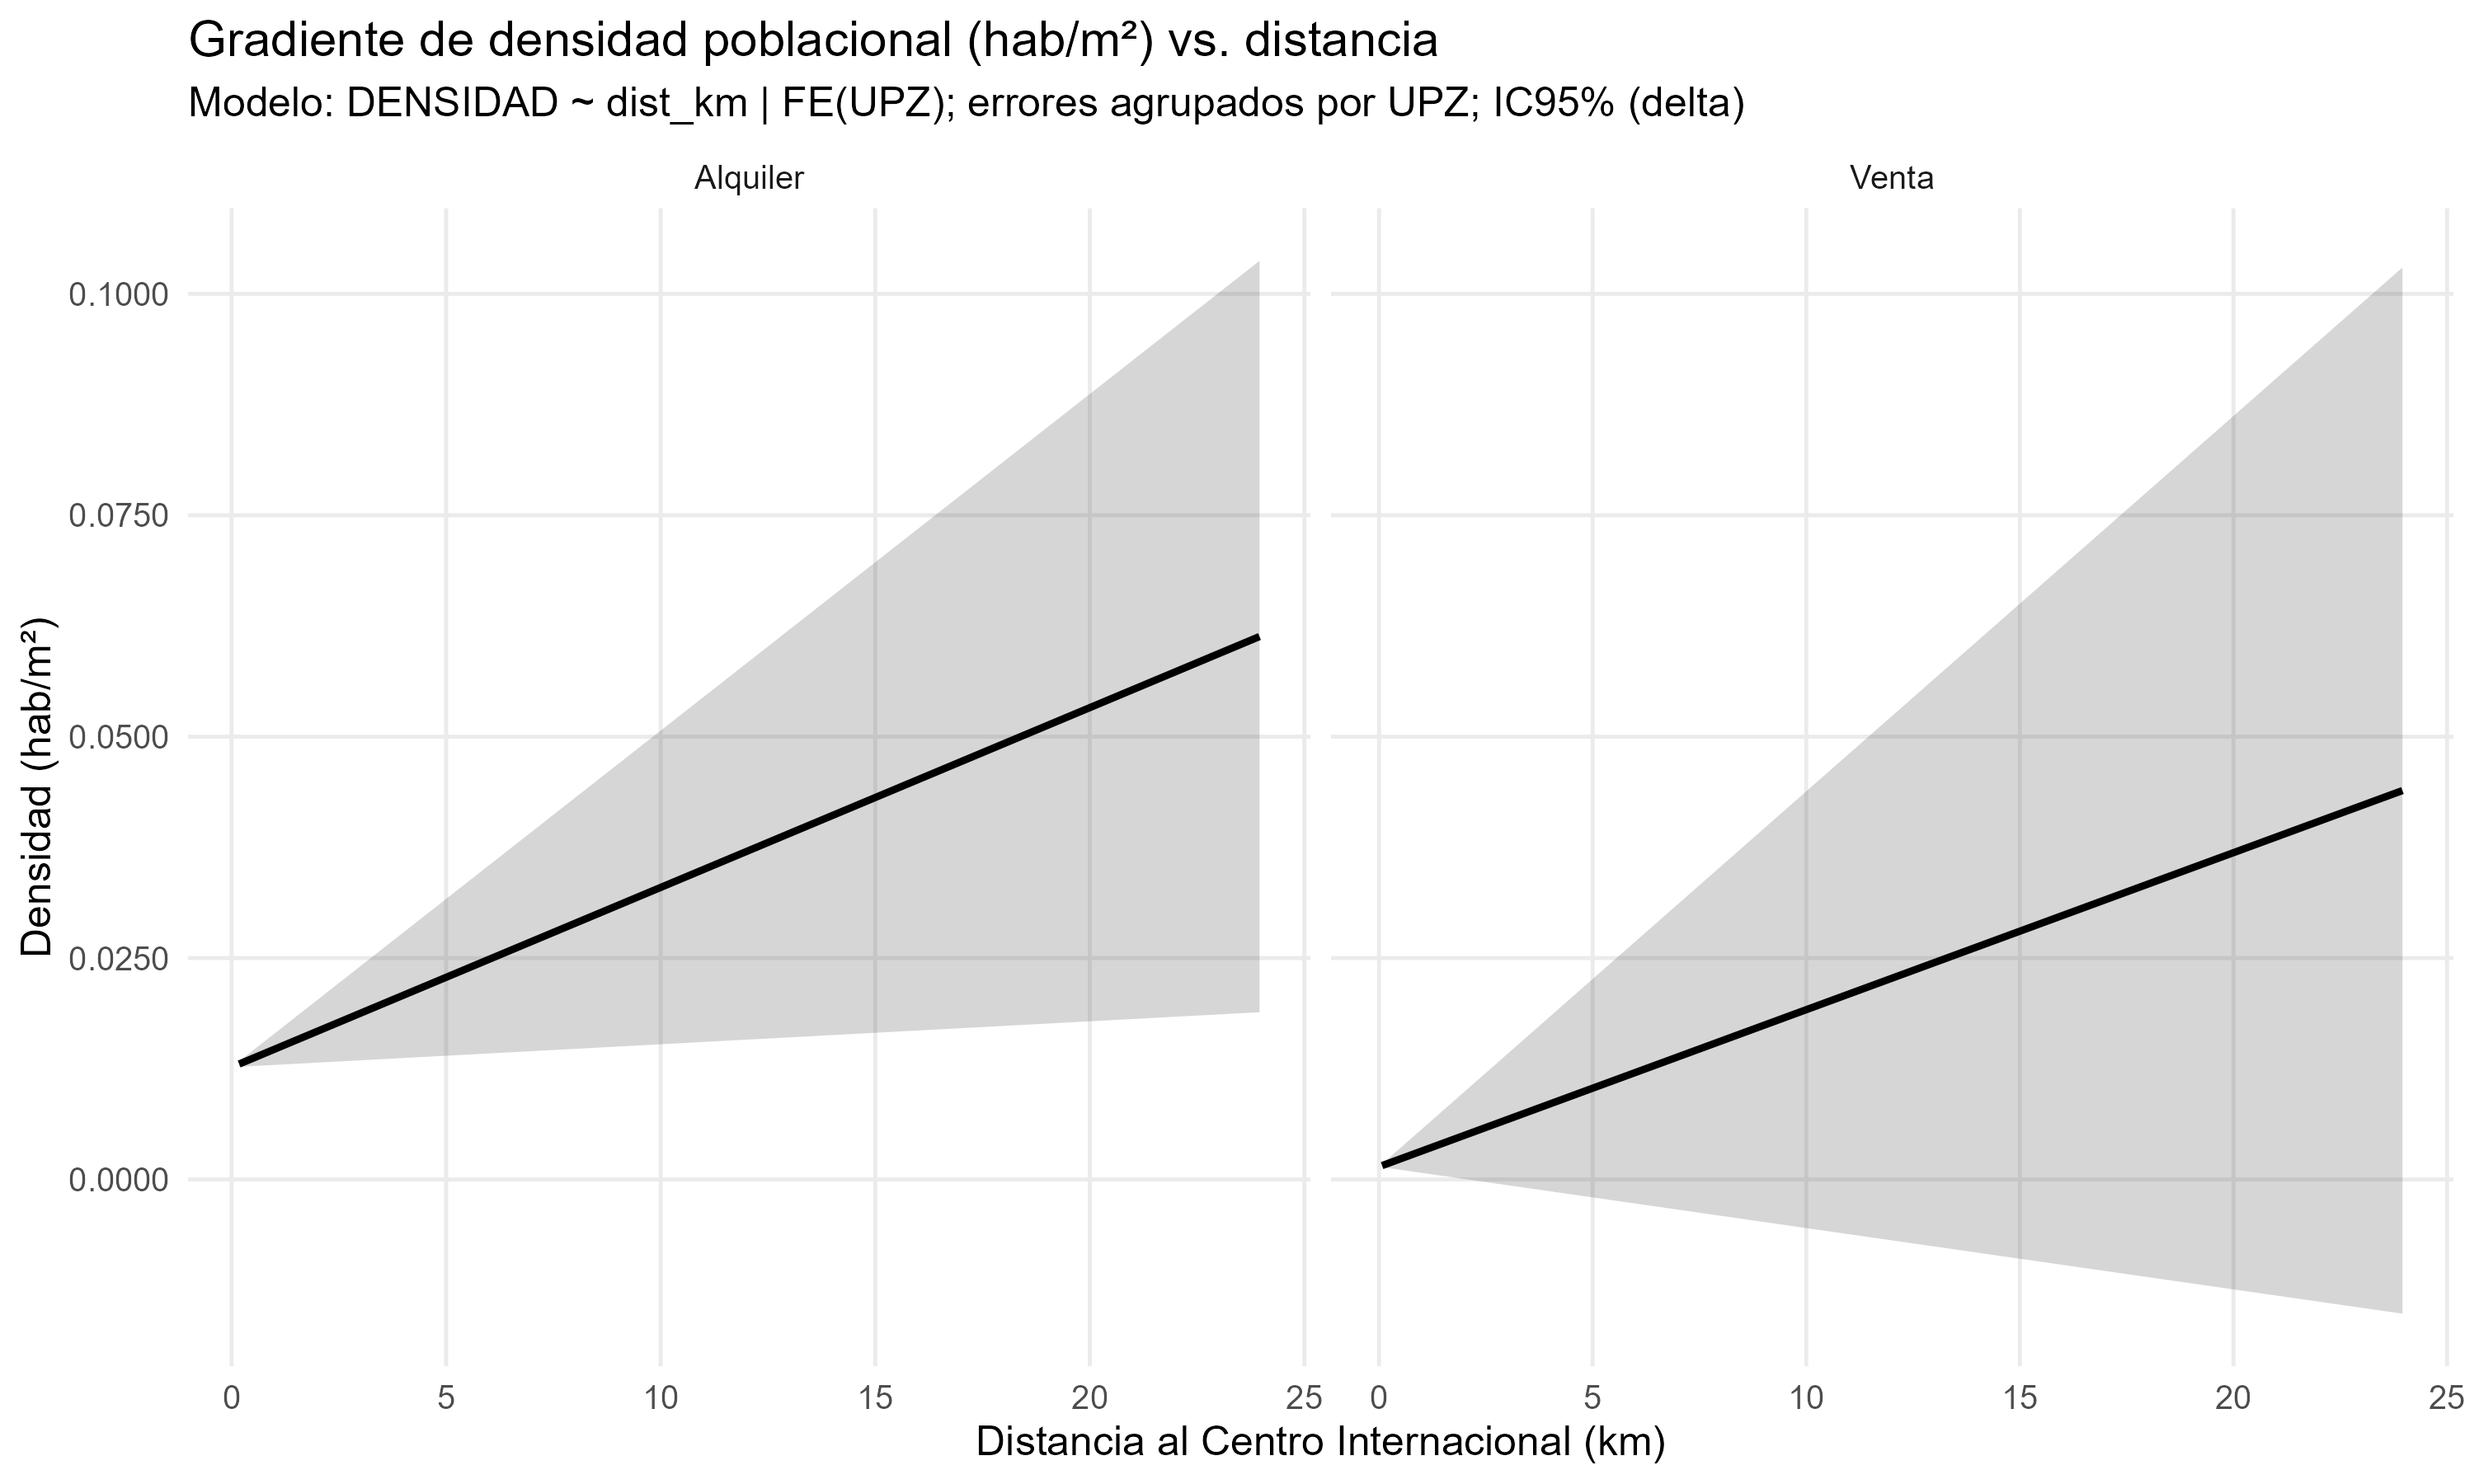 Gradiente de densidad poblacional (hab/m²) vs. distancia
Modelo: DENSIDAD ~ dist_km | FE(UPZ); errores agrupados por UPZ; IC95% (delta)
Alquiler
Venta
Densidad (hab/m²)
0.1000
0.0750
0.0500
0.0250
0.0000
0 5 10 15 20 25
0 5 10 15 20 25
Distancia al Centro Internacional (km)